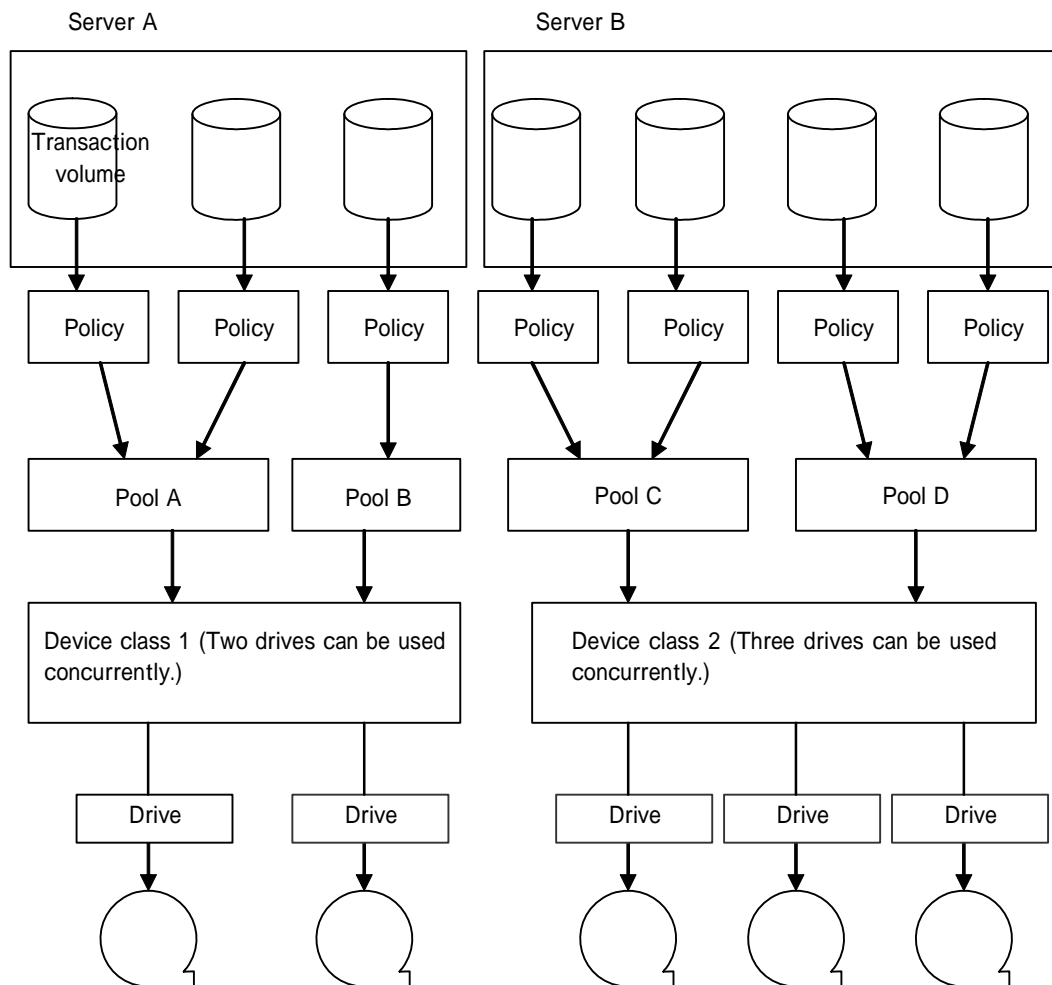 Server A
Server B
Transaction
volume
Policy
Policy
Policy
Policy
Policy
Policy
Policy
Pool A
Pool B
Pool C
Pool D
Device class 1 (Two drives can be used
concurrently.)
Device class 2 (Three drives can be used
concurrently.)
Drive
Drive
Drive
Drive
Drive